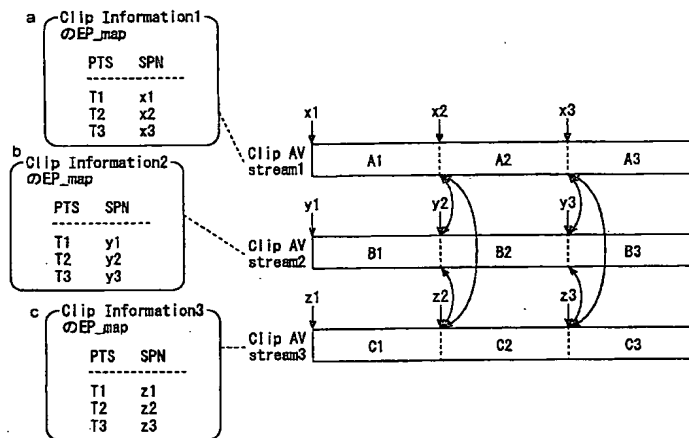 a
Clip Information1
のEP_map
PTS SPN
T1 x1
T2 x2
T3 x3
b
Clip Information2
のEP_map
PTS SPN
T1 y1
T2 y2
T3 y3
c
Clip Information3
のEP_map
PTS SPN
T1 z1
T2 z2
T3 z3
x1 x2 x3
Clip AV
stream1
A1 A2 A3
y1 y2 y3
Clip AV
stream2
B1 B2 B3
z1 z2 z3
Clip AV
stream3
C1 C2 C3